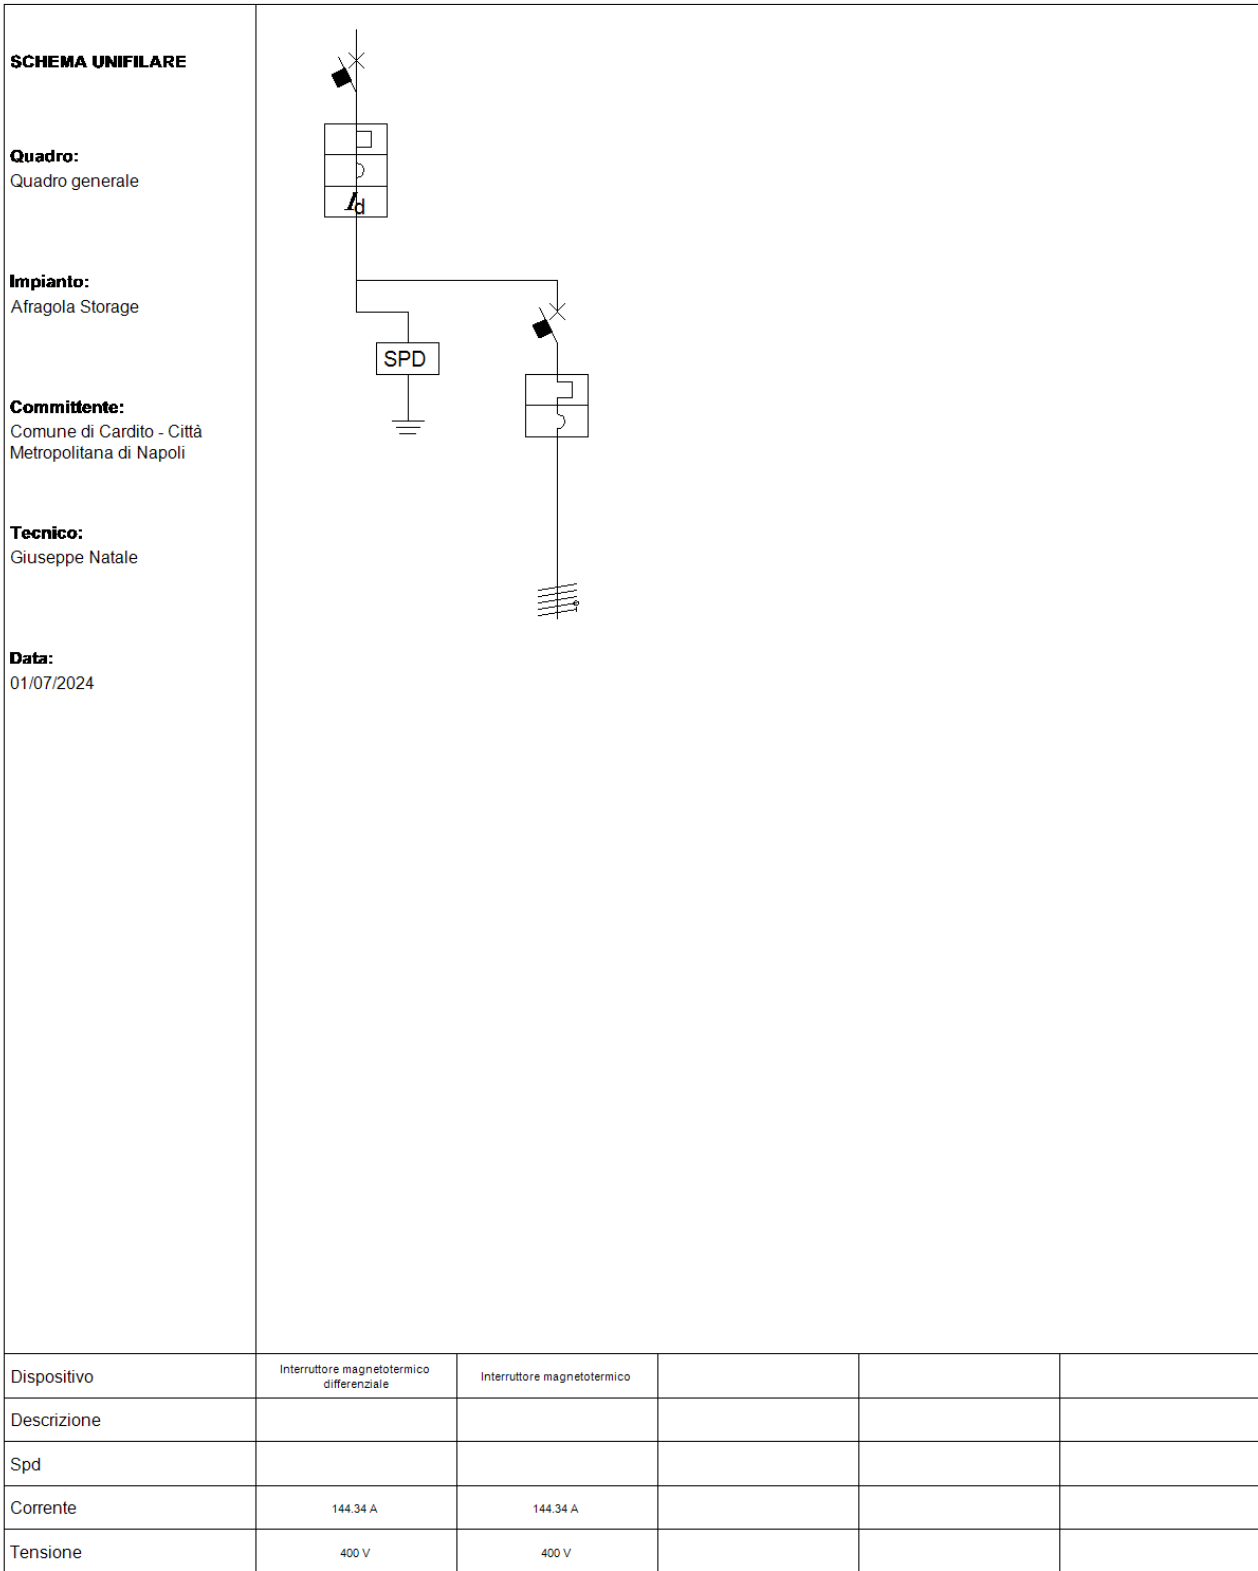 SCHEMA UNIFILARE
Quadro:
Quadro generale
Impianto:
Afragola Storage
Committente:
Comune di Cardito - Città
Metropolitana di Napoli
Tecnico:
Giuseppe Natale
Data:
01/07/2024
Id
SPD
Dispositivo
Interruttore magnetotermico
differenziale
Interruttore magnetotermico
Descrizione
Spd
Corrente
144.34 A
144.34 A
Tensione
400 V
400 V